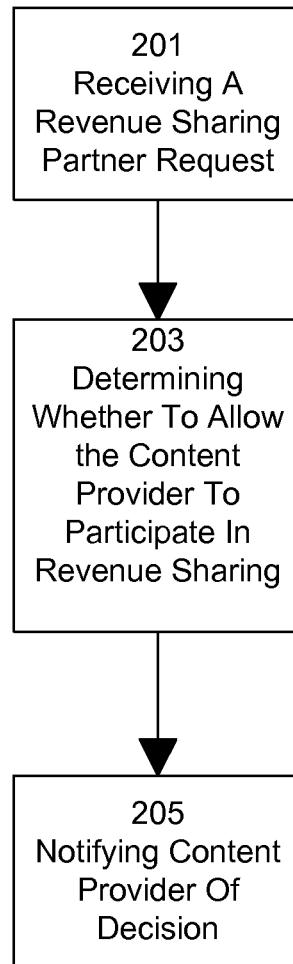 201
Receiving A
Revenue Sharing
Partner Request
203
Determining
Whether To Allow
the Content
Provider To
Participate In
Revenue Sharing
205
Notifying Content
Provider Of
Decision